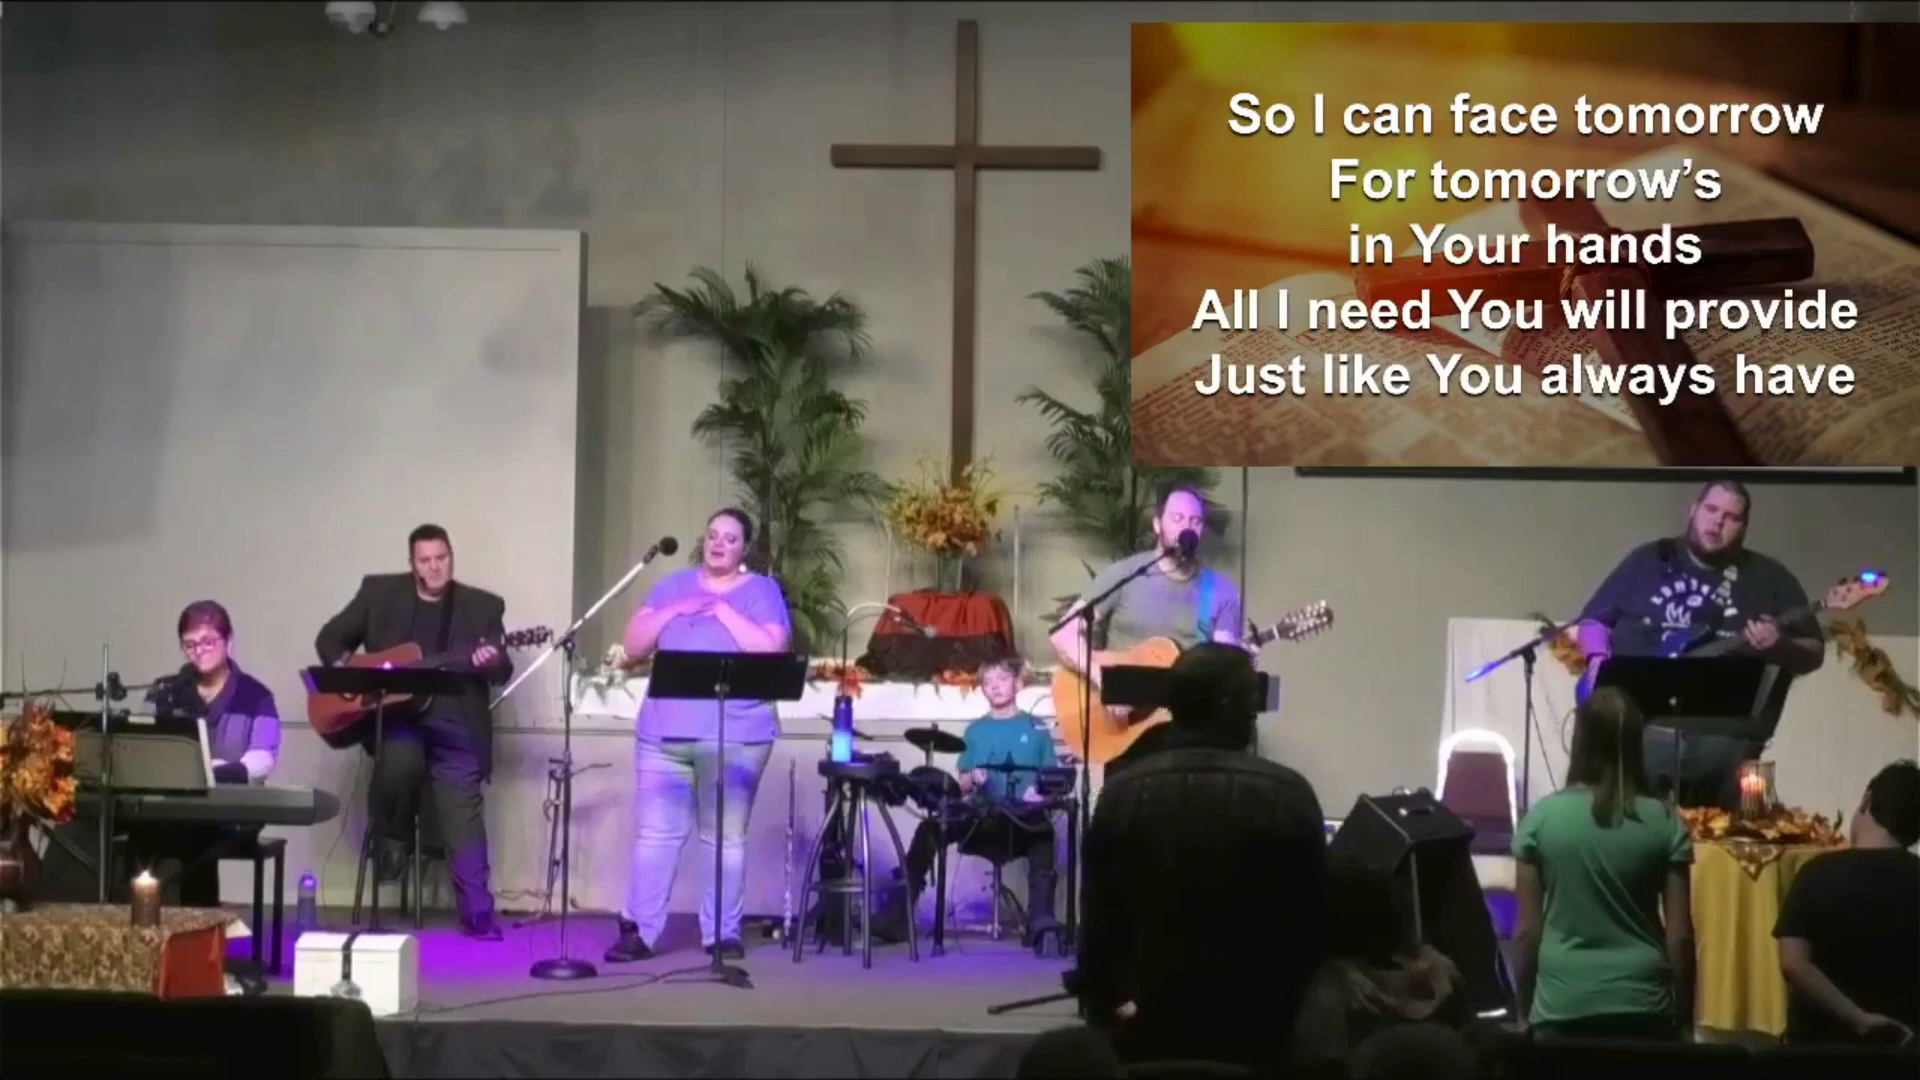 So I can face tomorrow
For tomorrow’s
in Your hands
All I need You will provide
Just like You always have